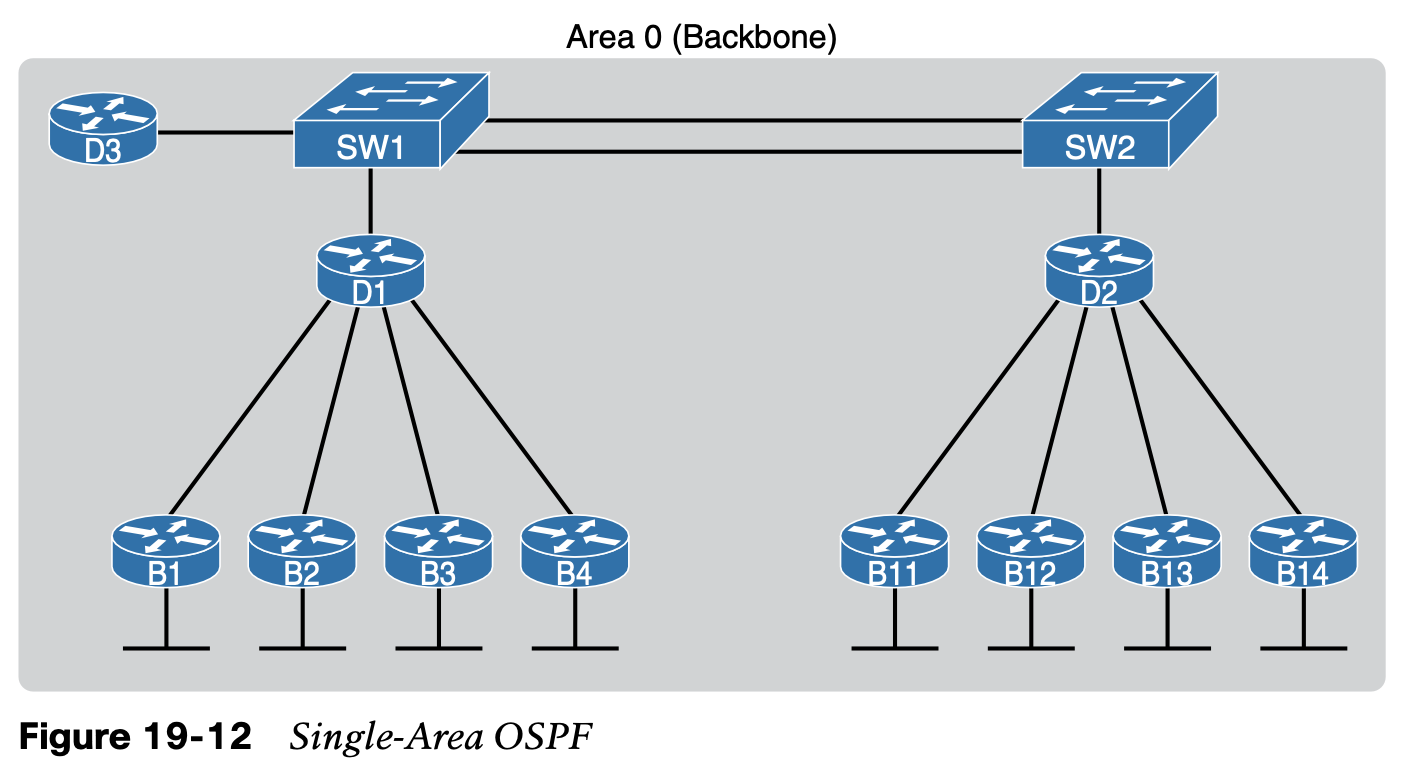 Area 0 (Backbone)
D3
SW1
SW2
D1
D2
B1
B2
B3
B4
B11
B12
B13
B14
Figure 19-12 Single-Area OSPF